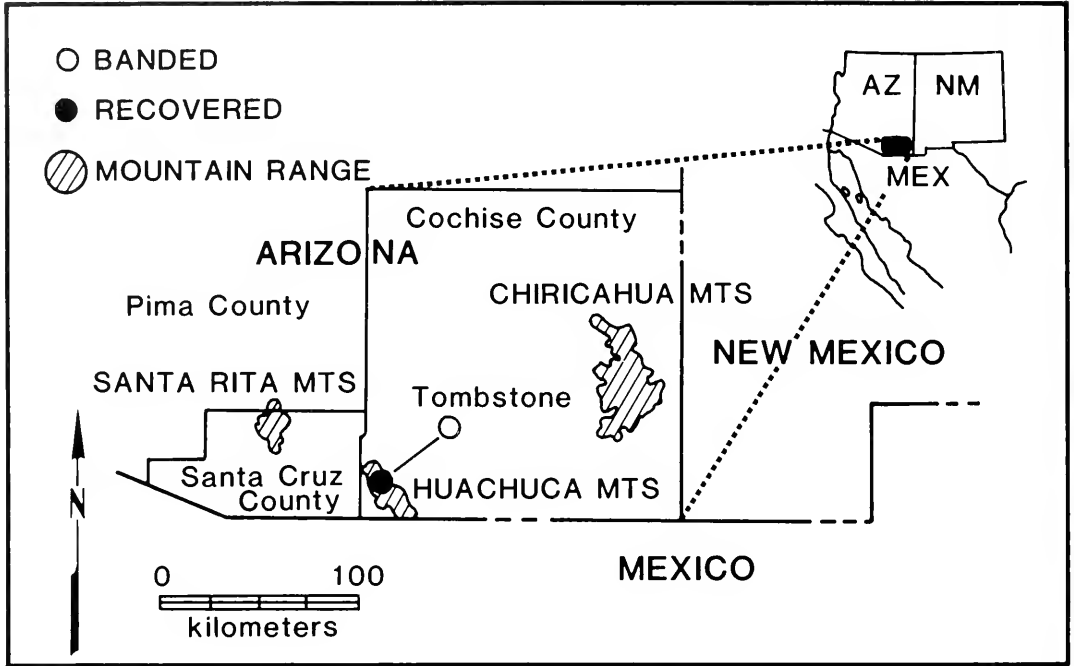 BANDED
RECOVERED
MOUNTAIN RANGE
AZ NM
MEX
Cochise County
ARIZONA
CHIRICAHUA MTS
Pima County
NEW MEXICO
SANTA RITA MTS
Tombstone
Santa Cruz
County
HUACHUCA MTS
N
MEXICO
0 100
kilometers